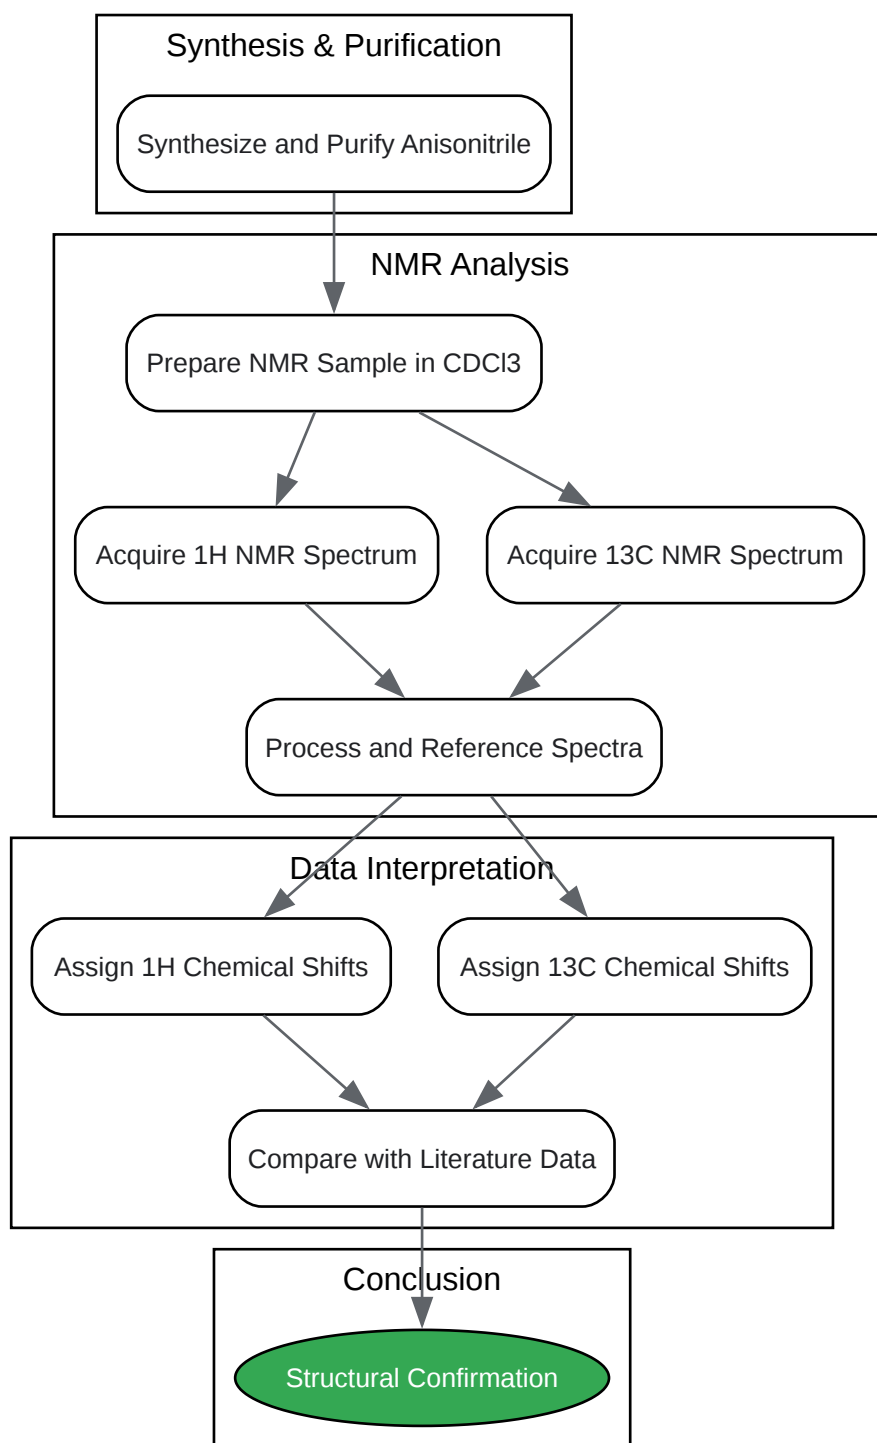 Synthesis & Purification
Synthesize and Purify Anisonitrile
NMR Analysis
Prepare NMR Sample in CDCl3
Acquire 1H NMR Spectrum
Acquire 13C NMR Spectrum
Process and Reference Spectra
Data Interpretation
Assign 1H Chemical Shifts
Assign 13C Chemical Shifts
Compare with Literature Data
Conclusion
Structural Confirmation